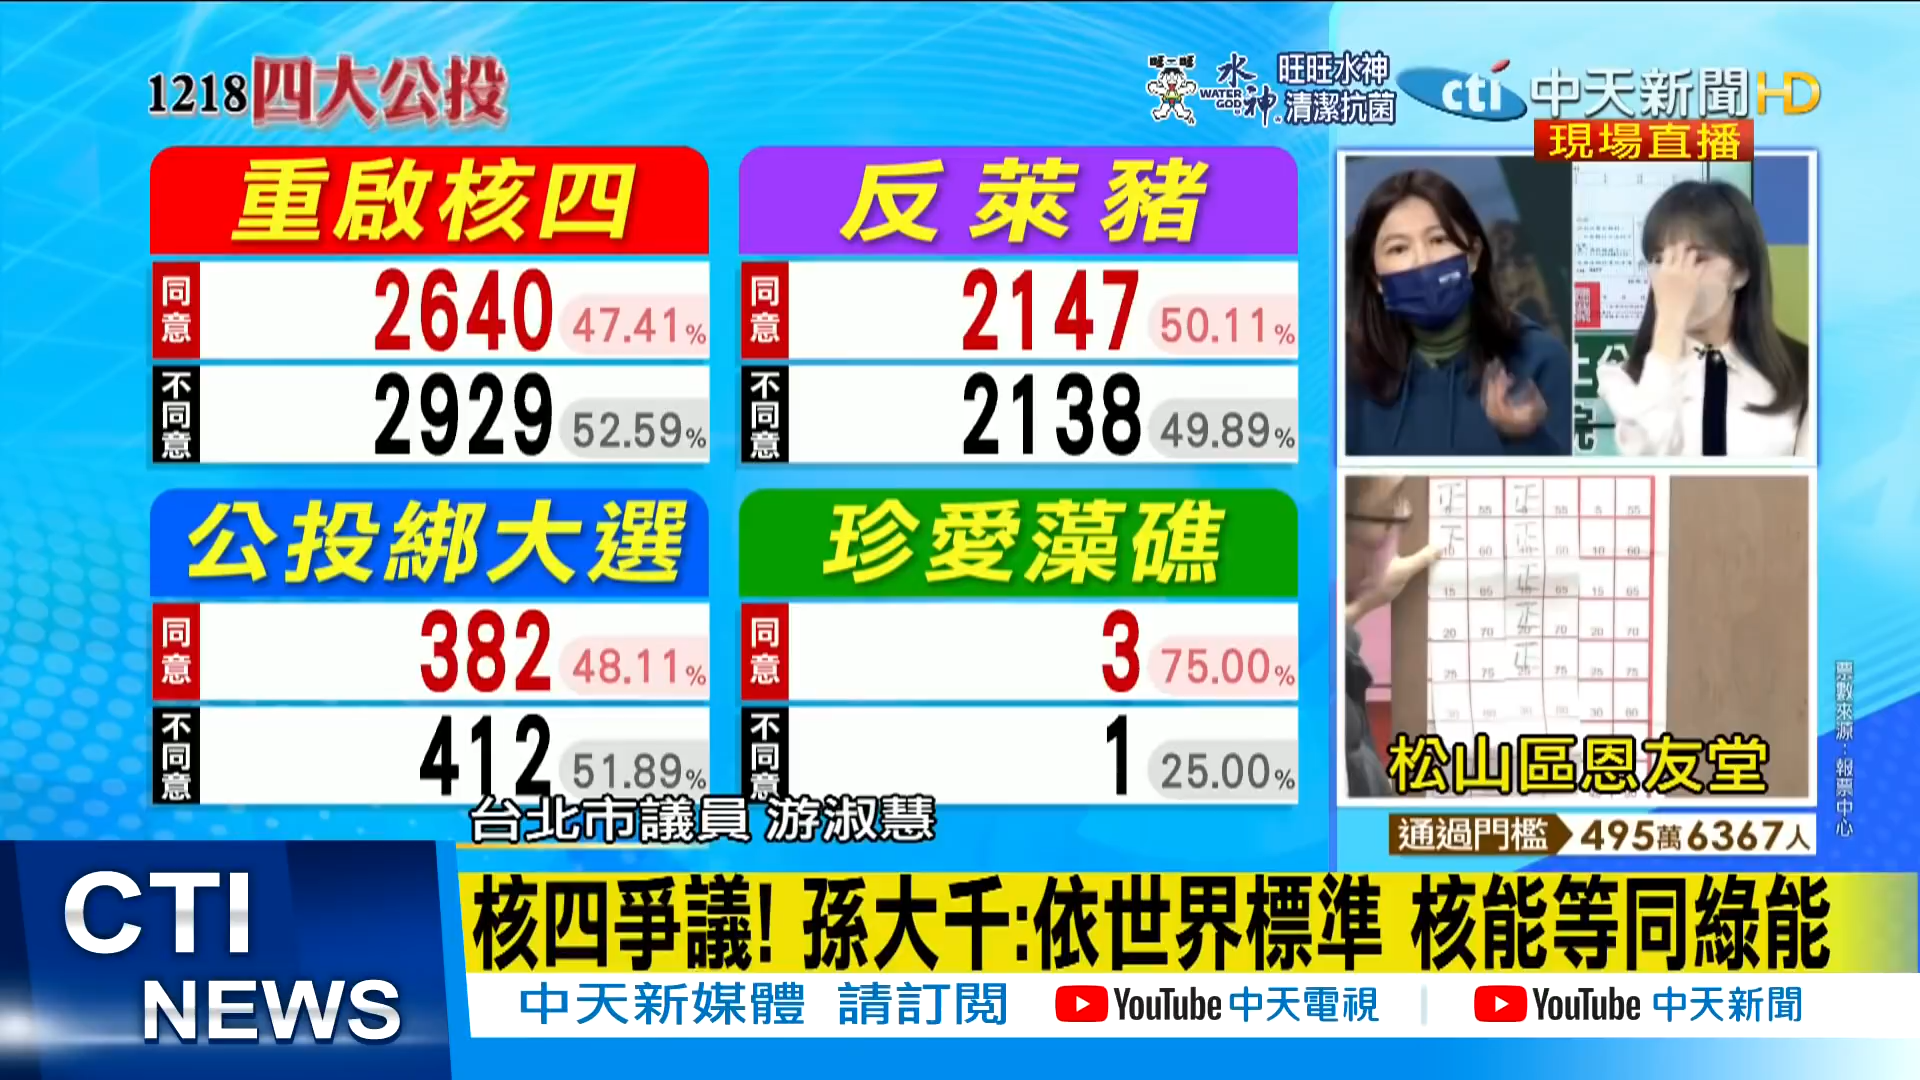 1218四大公投
旺旺 水神 WATER GOD
旺旺水神
清潔抗菌
cti 中天新聞HD
現場直播
重啟核四
同意 2640 47.41%
不同意 2929 52.59%
反萊豬
同意 2147 50.11%
不同意 2138 49.89%
公投綁大選
同意 382 48.11%
不同意 412 51.89%
珍愛藻礁
同意 3 75.00%
不同意 1 25.00%
松山區恩友堂
票數來源:報票中心
通過門檻 495萬6367人
台北市議員 游淑慧
CTI
NEWS
核四爭議! 孫大千:依世界標準 核能等同綠能
中天新媒體 請訂閱 YouTube 中天電視 | YouTube 中天新聞